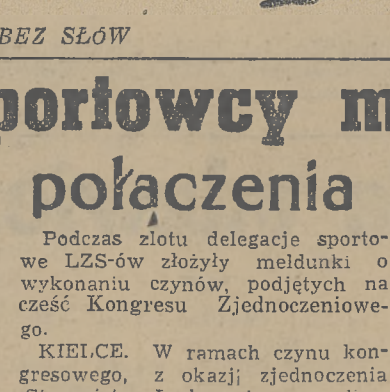 BEZ SŁÓW
portowcy m
połączenia
Podczas zlotu delegacje sporto-
we LZS-ów złożyły meldunki o
wykonaniu czynów, podjętych na
cześć Kongresu Zjednoczeniowe-
go.
KIELCE. W ramach czynu kon-
gresowego, z okazji zjednoczenia